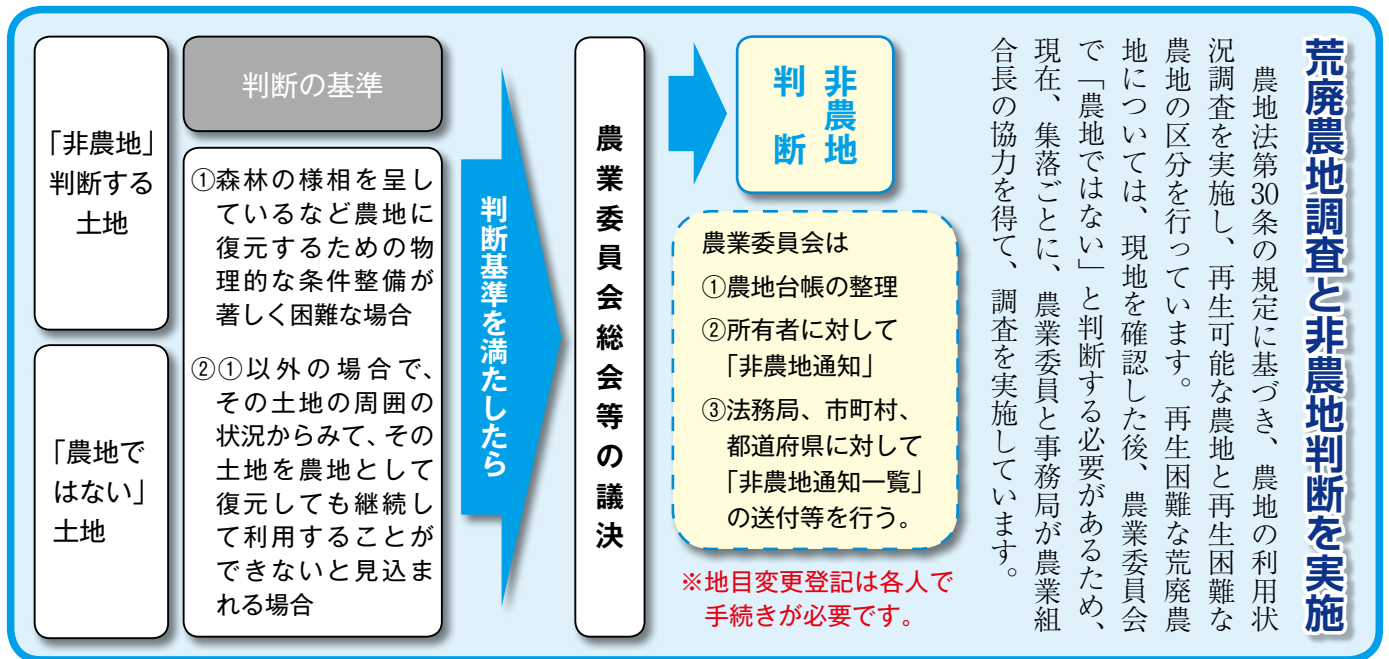 荒廃農地調査と非農地判断を実施
農地法第30条の規定に基づき、農地の利用状
況調査を実施し、再生可能な農地と再生困難な
農地の区分を行っています。再生困難な荒廃農
地については、現地を確認した後、農業委員会
で「農地ではない」と判断する必要があるため、
現在、集落ごとに、農業委員と事務局が農業組
合長の協力を得て、調査を実施しています。
「非農地」
判断する
土地
「農地で
はない」
土地
判断の基準
①森林の様相を呈し
ているなど農地に
復元するための物
理的な条件整備が
著しく困難な場合
②①以外の場合で、
その土地の周囲の
状況からみて、その
土地を農地として
復元しても継続し
て利用することが
できないと見込ま
れる場合
判断基準を満たしたら
農業委員会総会等の議決
非農地
判断
農業委員会は
①農地台帳の整理
②所有者に対して
「非農地通知」
③法務局、市町村、
都道府県に対して
「非農地通知一覧」
の送付等を行う。
※地目変更登記は各人で
手続きが必要です。